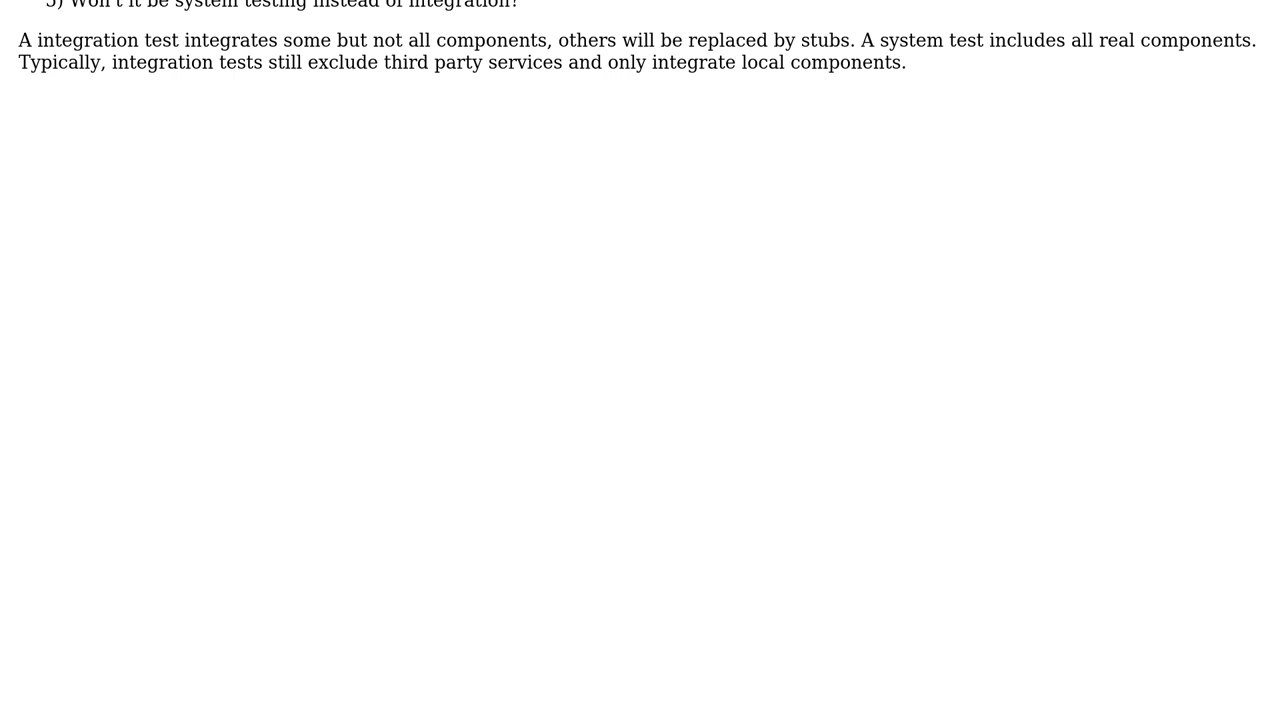 5) Won't it be system testing instead of integration?
A integration test integrates some but not all components, others will be replaced by stubs. A system test includes all real components.
Typically, integration tests still exclude third party services and only integrate local components.